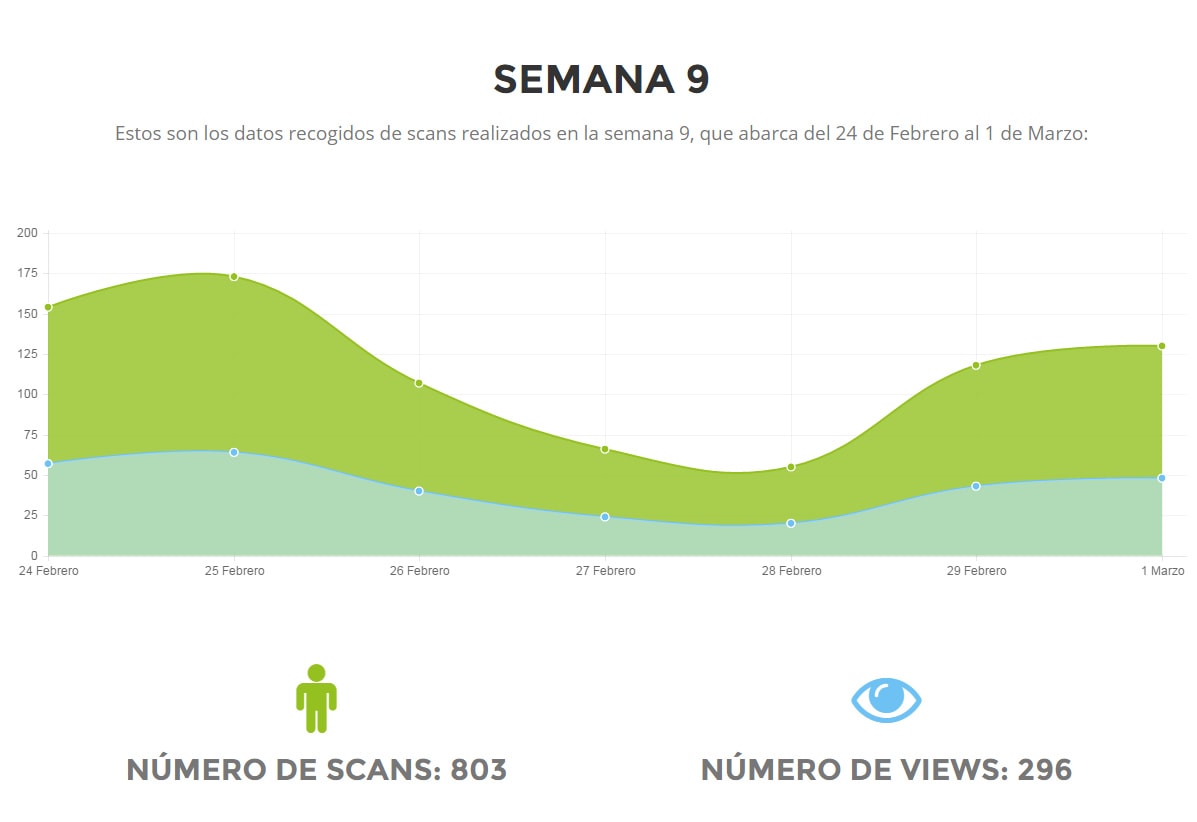 SEMANA 9
Estos son los datos recogidos de scans realizados en la semana 9, que abarca del 24 de Febrero al 1 de Marzo:
200
175
150
125
100
75
50
25
0
24 Febrero 25 Febrero 26 Febrero 27 Febrero 28 Febrero 29 Febrero 1 Marzo
NÚMERO DE SCANS: 803 NÚMERO DE VIEWS: 296